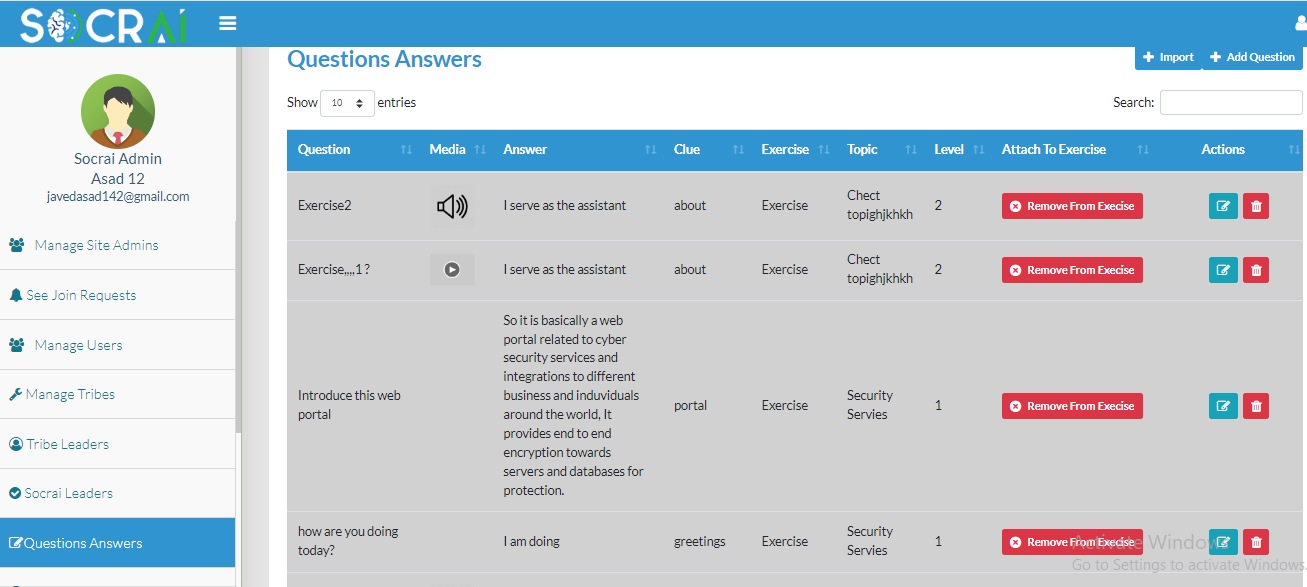 SOCRAI
Questions Answers
Import
Add Question
Show 10 entries
Search:
Socrai Admin
Asad 12
javedasad142@gmail.com
Manage Site Admins
See Join Requests
Manage Users
Manage Tribes
Tribe Leaders
Socrai Leaders
Questions Answers
Question Media Answer Clue Exercise Topic Level Attach To Exercise Actions
Exercise2
I serve as the assistant
about
Exercise
Chect
topighjkhkh
2
Remove From Execise
Exercise,,,,1 ?
I serve as the assistant
about
Exercise
Chect
topighjkhkh
2
Remove From Execise
Introduce this web
portal
So it is basically a web
portal related to cyber
security services and
integrations to different
business and induviduals
around the world, It
provides end to end
encryption towards
servers and databases for
protection.
portal
Exercise
Security
Servies
1
Remove From Execise
how are you doing
today?
I am doing
greetings
Exercise
Security
Servies
1
Remove From Execise
Activate Windows
Go to Settings to activate Windows.